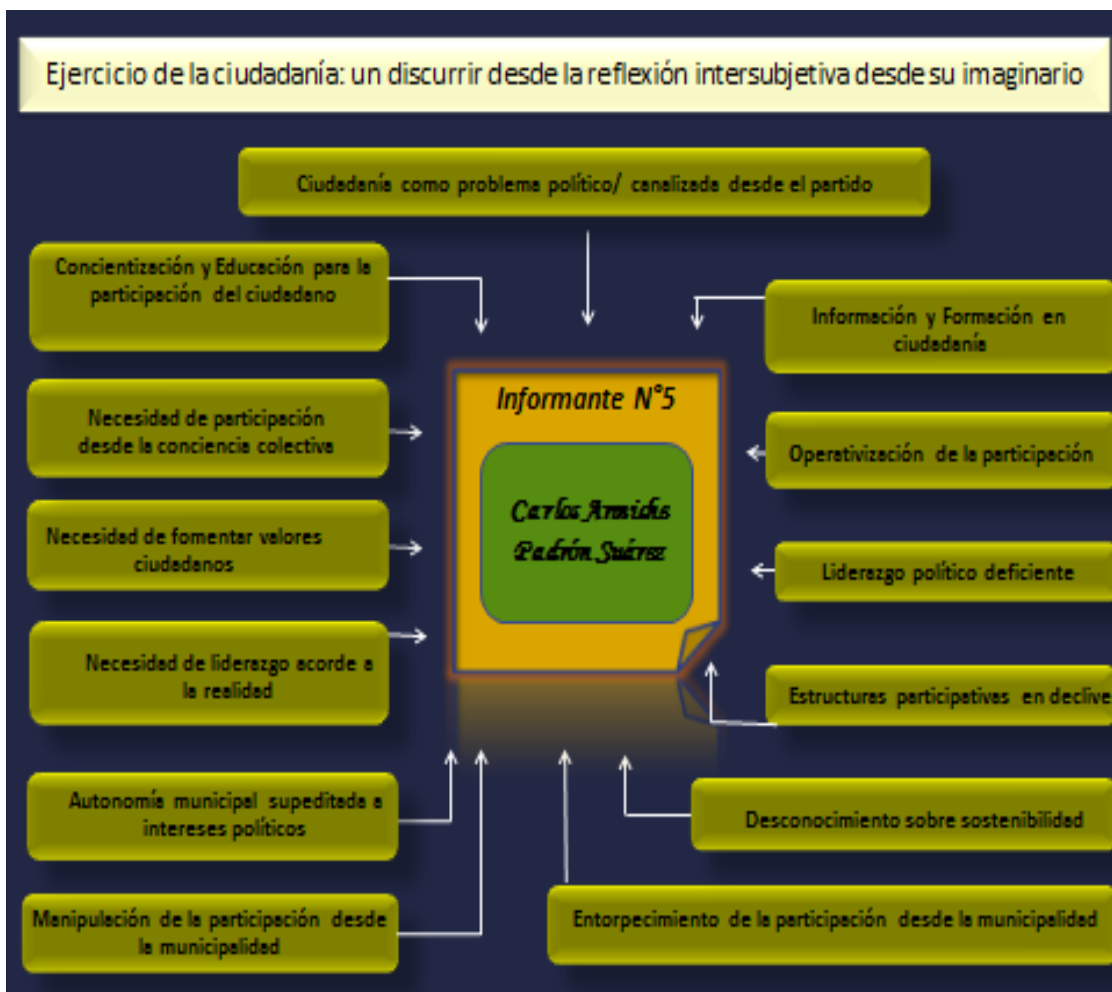 Ejercicio de la ciudadanía: un discurrir desde la reflexión intersubjetiva desde su imaginario
Ciudadanía como problema político/ canalizada desde el partido
Concientización y Educación para la
participación del ciudadano
Información y Formación en
ciudadanía
Informante N°5
Necesidad de participación
desde la conciencia colectiva
Operativización de la participación
Carlos
Padrón Suárez
Necesidad de fomentar valores
ciudadanos
Liderazgo político deficiente
Necesidad de liderazgo acorde a
la realidad
Estructuras participativas en declive
Autonomía municipal supeditada a
intereses políticos
Desconocimiento sobre sostenibilidad
Manipulación de la participación desde
la municipalidad
Entorpecimiento de la participación desde la municipalidad